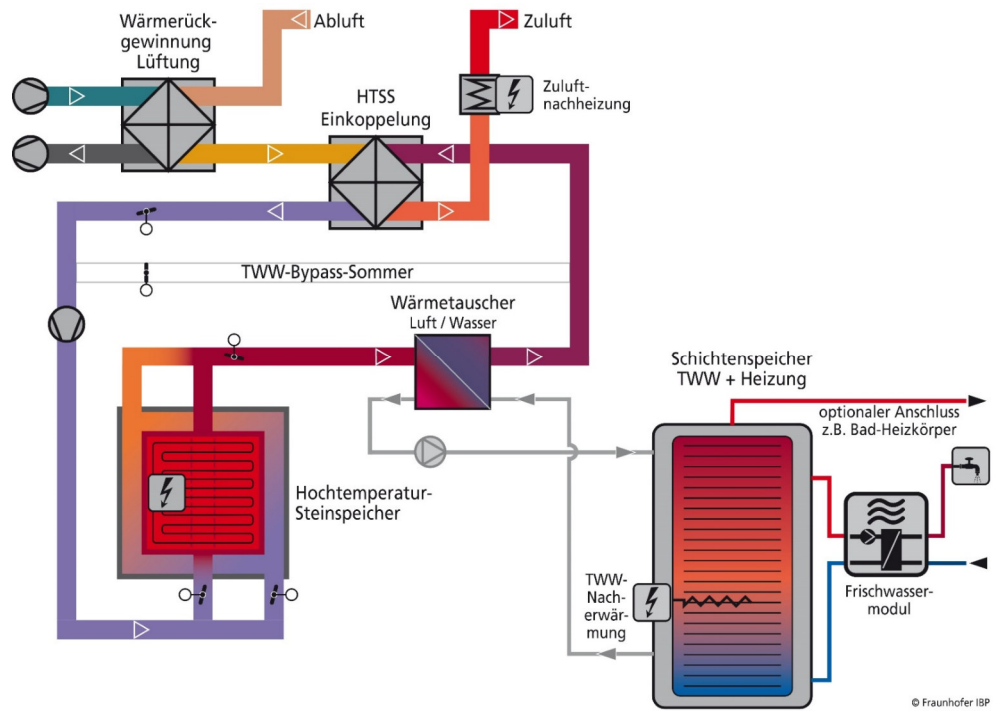 Wärmerück-
gewinnung
Lüftung
Abluft
Zuluft
Zuluft-
nachheizung
HTSS
Einkoppelung
TWW-Bypass-Sommer
Wärmetauscher
Luft / Wasser
Schichtenspeicher
TWW + Heizung
optionaler Anschluss
z.B. Bad-Heizkörper
Hochtemperatur-
Steinspeicher
TWW-
Nach-
erwär-
mung
Frischwasser-
modul
© Fraunhofer IBP